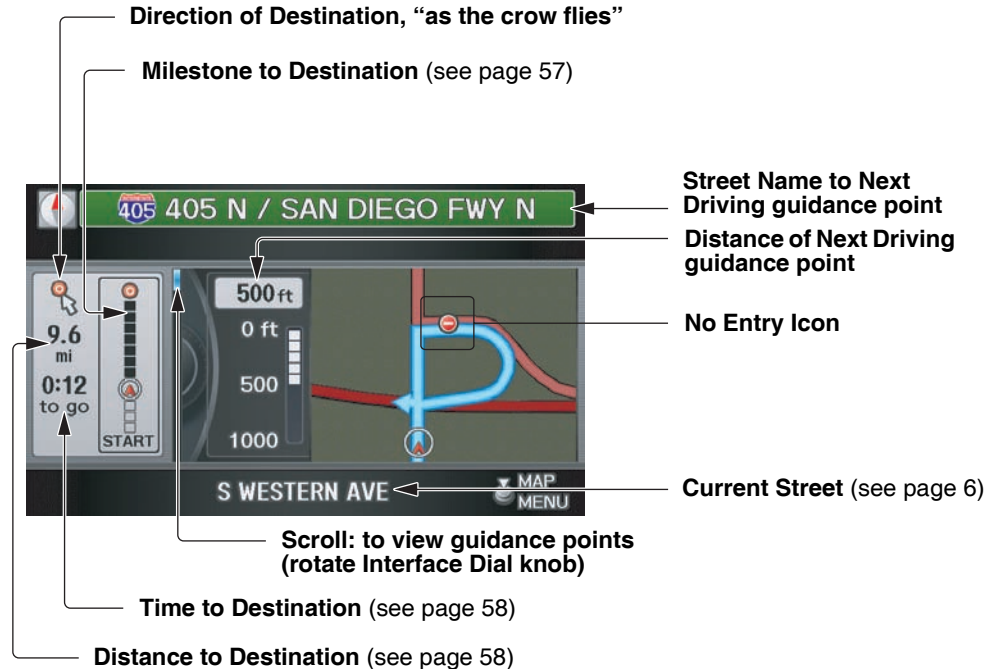 Direction of Destination, “as the crow flies”
Milestone to Destination (see page 57)
405 405 N / SAN DIEGO FWY N
Street Name to Next
Driving guidance point
Distance of Next Driving
guidance point
500 ft
0 ft
500
1000
9.6
mi
0:12
to go
START
No Entry Icon
S WESTERN AVE
MAP
MENU
Current Street (see page 6)
Scroll: to view guidance points
(rotate Interface Dial knob)
Time to Destination (see page 58)
Distance to Destination (see page 58)